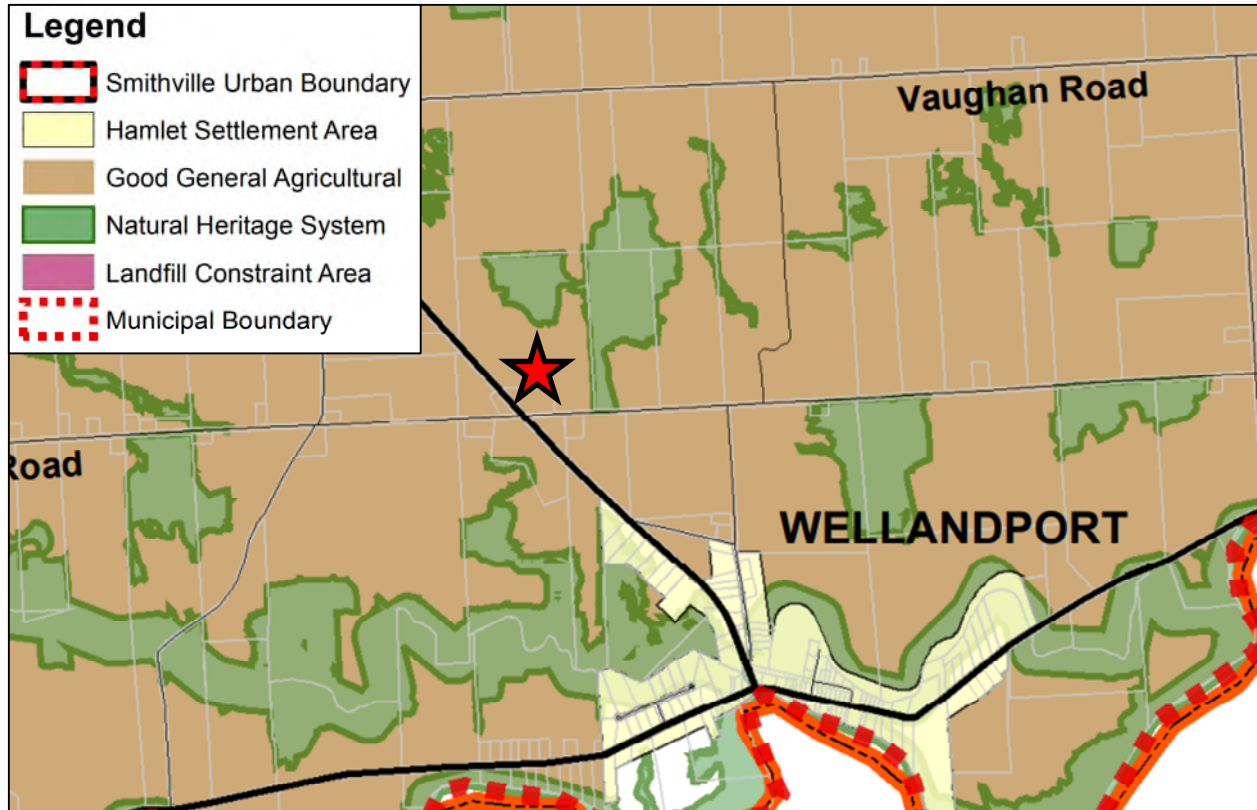 Legend
Smithville Urban Boundary
Hamlet Settlement Area
Good General Agricultural
Natural Heritage System
Landfill Constraint Area
Municipal Boundary
Vaughan Road
Road
WELLANDPORT